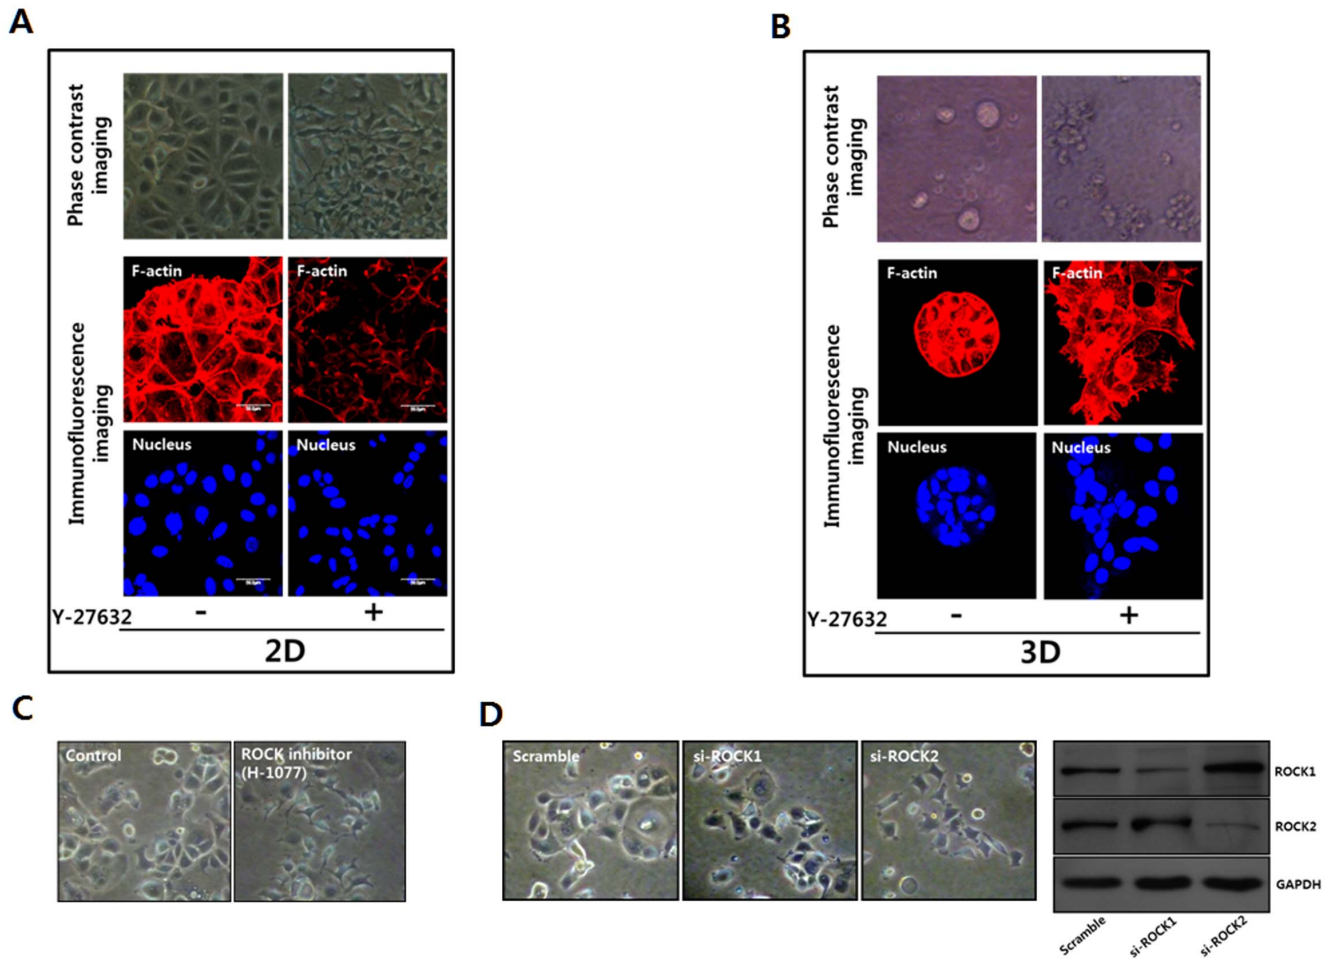 A
Phase contrast
imaging
F-actin
F-actin
Immunofluorescence
imaging
Nucleus
Nucleus
Y-27632
-
+
2D
B
Phase contrast
imaging
F-actin
F-actin
Immunofluorescence
imaging
Nucleus
Nucleus
Y-27632
-
+
3D
C
Control
ROCK inhibitor
(H-1077)
D
Scramble
si-ROCK1
si-ROCK2
ROCK1
ROCK2
GAPDH
Scramble
si-ROCK1
si-ROCK2